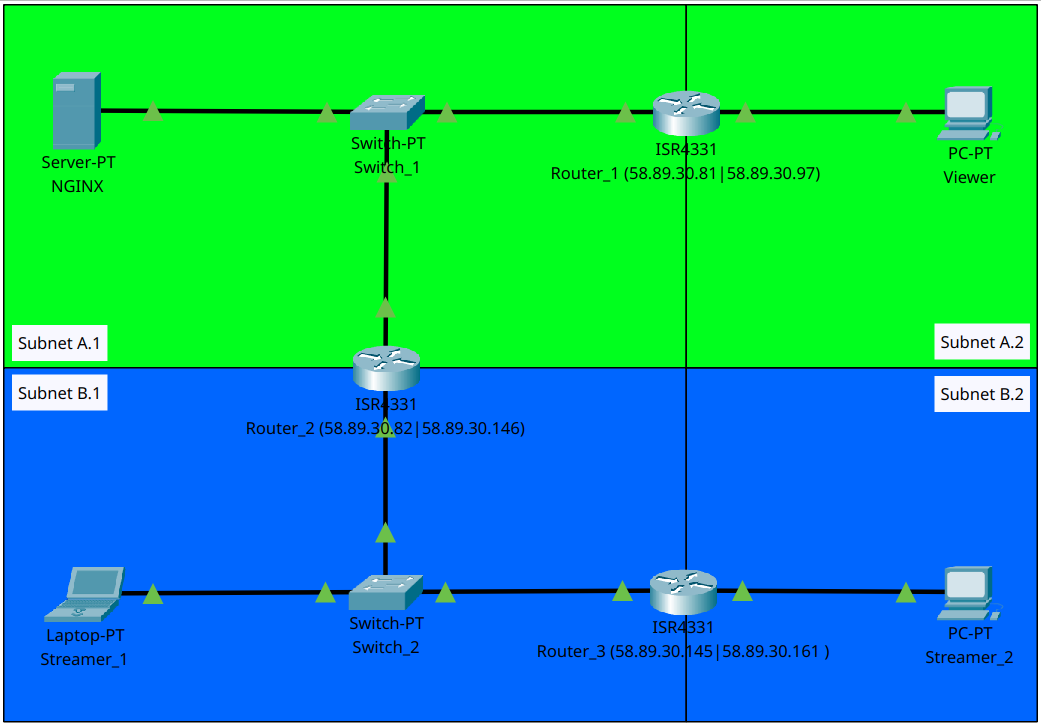 Server-PT
NGINX
Switch-PT
Switch_1
ISR4331
Router_1 (58.89.30.81|58.89.30.97)
PC-PT
Viewer
Subnet A.1
Subnet A.2
Subnet B.1
Subnet B.2
ISR4331
Router_2 (58.89.30.82|58.89.30.146)
Laptop-PT
Streamer_1
Switch-PT
Switch_2
ISR4331
Router_3 (58.89.30.145|58.89.30.161 )
PC-PT
Streamer_2